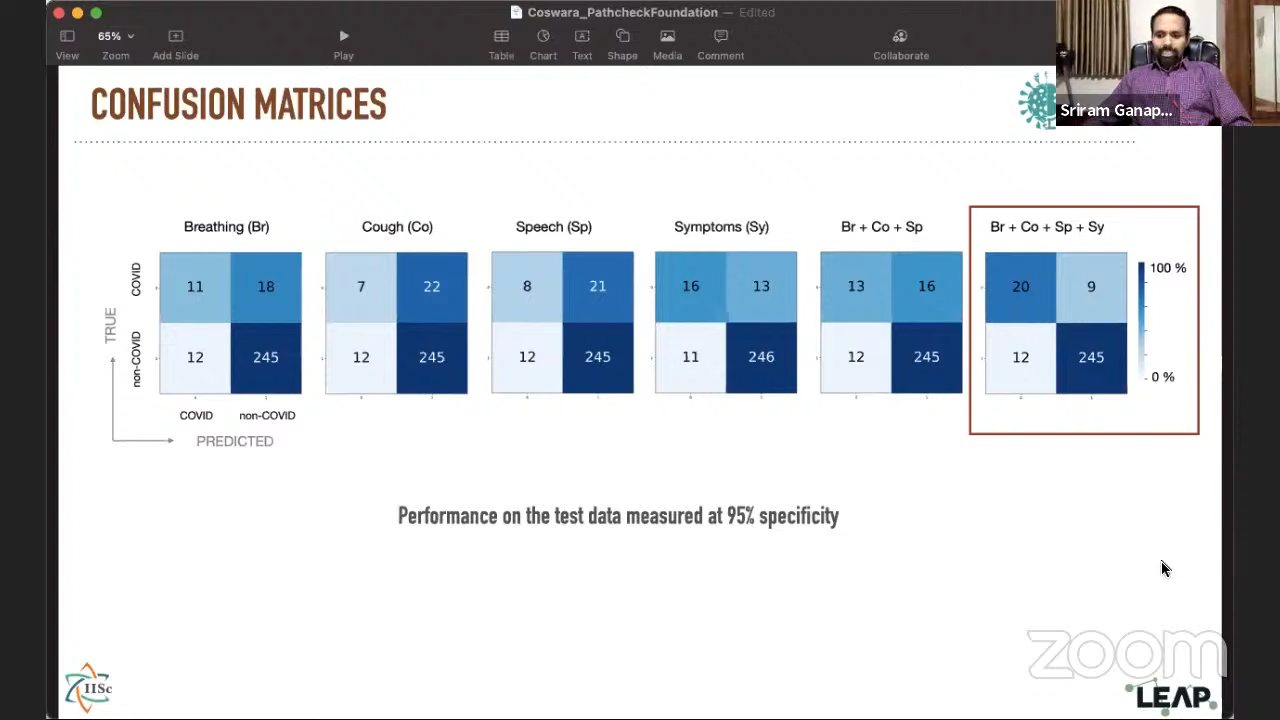 Coswara_PathcheckFoundation — Edited
65%
View Zoom Add Slide Play Table Chart Text Shape Media Comment Collaborate
Sriram Ganap...
CONFUSION MATRICES
Breathing (Br) Cough (Co) Speech (Sp) Symptoms (Sy) Br + Co + Sp Br + Co + Sp + Sy
TRUE
COVID
11 18 7 22 8 21 16 13 13 16 20 9
100 %
non-COVID
12 245 12 245 12 245 11 246 12 245 12 245
0 %
COVID non-COVID
PREDICTED
Performance on the test data measured at 95% specificity
zoom
IISc
LEAP